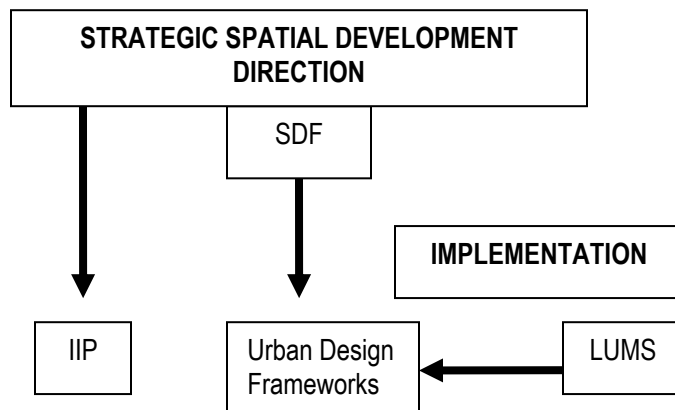 STRATEGIC SPATIAL DEVELOPMENT
DIRECTION
SDF
IMPLEMENTATION
IIP
Urban Design
Frameworks
LUMS